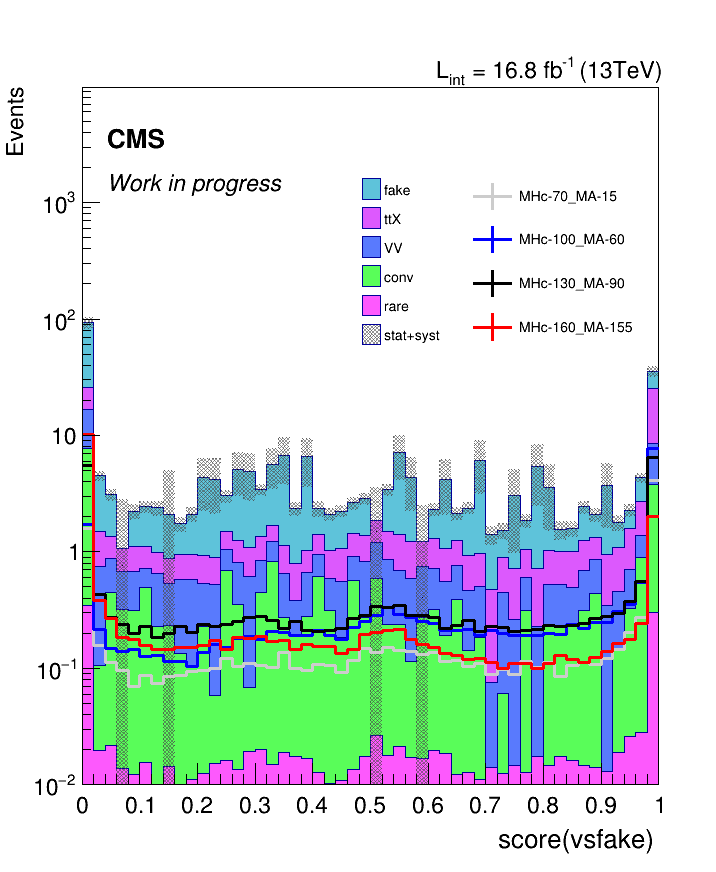 L_int = 16.8 fb^-1 (13TeV)
Events
CMS
Work in progress
fake
ttX
VV
conv
rare
stat+syst
MHc-70_MA-15
MHc-100_MA-60
MHc-130_MA-90
MHc-160_MA-155
10^3
10^2
10
1
10^−1
10^−2
0 0.1 0.2 0.3 0.4 0.5 0.6 0.7 0.8 0.9 1
score(vsfake)